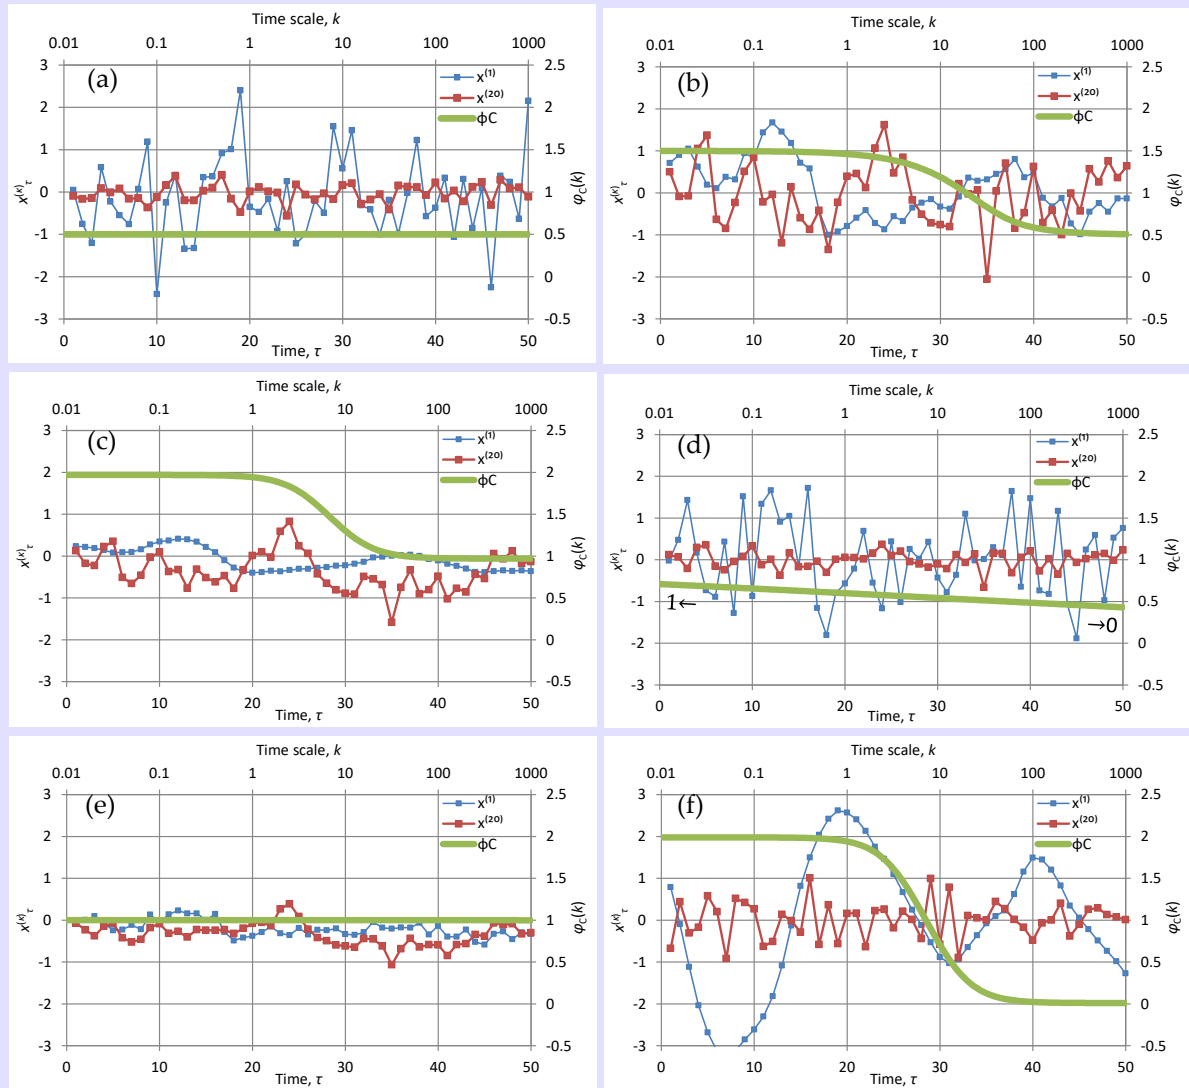 Time scale, k
0.01 0.1 1 10 100 1000
(a)
x⁽¹⁾
x⁽²⁰⁾
φC
3 2 1 0 -1 -2 -3
x⁽ᵏ⁾τ
2.5 2 1.5 1 0.5 0 -0.5
φC(k)
0 10 20 30 40 50
Time, τ
Time scale, k
0.01 0.1 1 10 100 1000
(b)
x⁽¹⁾
x⁽²⁰⁾
φC
3 2 1 0 -1 -2 -3
x⁽ᵏ⁾τ
2.5 2 1.5 1 0.5 0 -0.5
φC(k)
0 10 20 30 40 50
Time, τ
Time scale, k
0.01 0.1 1 10 100 1000
(c)
x⁽¹⁾
x⁽²⁰⁾
φC
3 2 1 0 -1 -2 -3
x⁽ᵏ⁾τ
2.5 2 1.5 1 0.5 0 -0.5
φC(k)
0 10 20 30 40 50
Time, τ
Time scale, k
0.01 0.1 1 10 100 1000
(d)
x⁽¹⁾
x⁽²⁰⁾
φC
3 2 1 0 -1 -2 -3
x⁽ᵏ⁾τ
1←
→0
2.5 2 1.5 1 0.5 0 -0.5
φC(k)
0 10 20 30 40 50
Time, τ
Time scale, k
0.01 0.1 1 10 100 1000
(e)
x⁽¹⁾
x⁽²⁰⁾
φC
3 2 1 0 -1 -2 -3
x⁽ᵏ⁾τ
2.5 2 1.5 1 0.5 0 -0.5
φC(k)
0 10 20 30 40 50
Time, τ
Time scale, k
0.01 0.1 1 10 100 1000
(f)
x⁽¹⁾
x⁽²⁰⁾
φC
3 2 1 0 -1 -2 -3
x⁽ᵏ⁾τ
2.5 2 1.5 1 0.5 0 -0.5
φC(k)
0 10 20 30 40 50
Time, τ